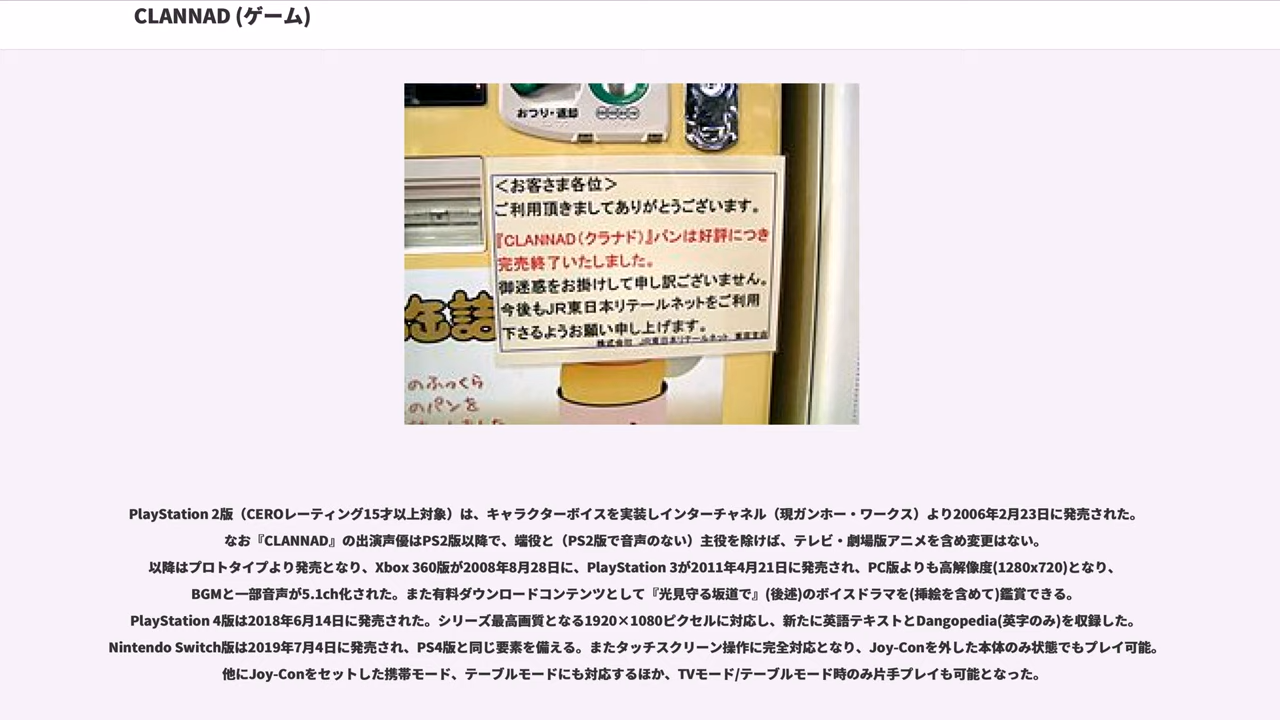 CLANNAD (ゲーム)
おつり・返却
＜お客さま各位＞
ご利用頂きましてありがとうございます。
『CLANNAD（クラナド）』パンは好評につき
完売終了いたしました。
御迷惑をお掛けして申し訳ございません。
今後もJR東日本リテールネットをご利用
下さるようお願い申し上げます。
株式会社 JR東日本リテールネット 東京支店
缶詰
のふっくら
のパンを
PlayStation 2版（CEROレーティング15才以上対象）は、キャラクターボイスを実装しインターチャネル（現ガンホー・ワークス）より2006年2月23日に発売された。
なお『CLANNAD』の出演声優はPS2版以降で、端役と（PS2版で音声のない）主役を除けば、テレビ・劇場版アニメを含め変更はない。
以降はプロトタイプより発売となり、Xbox 360版が2008年8月28日に、PlayStation 3が2011年4月21日に発売され、PC版よりも高解像度(1280x720)となり、
BGMと一部音声が5.1ch化された。また有料ダウンロードコンテンツとして『光見守る坂道で』(後述)のボイスドラマを(挿絵を含めて)鑑賞できる。
PlayStation 4版は2018年6月14日に発売された。シリーズ最高画質となる1920×1080ピクセルに対応し、新たに英語テキストとDangopedia(英字のみ)を収録した。
Nintendo Switch版は2019年7月4日に発売され、PS4版と同じ要素を備える。またタッチスクリーン操作に完全対応となり、Joy-Conを外した本体のみ状態でもプレイ可能。
他にJoy-Conをセットした携帯モード、テーブルモードにも対応するほか、TVモード/テーブルモード時のみ片手プレイも可能となった。